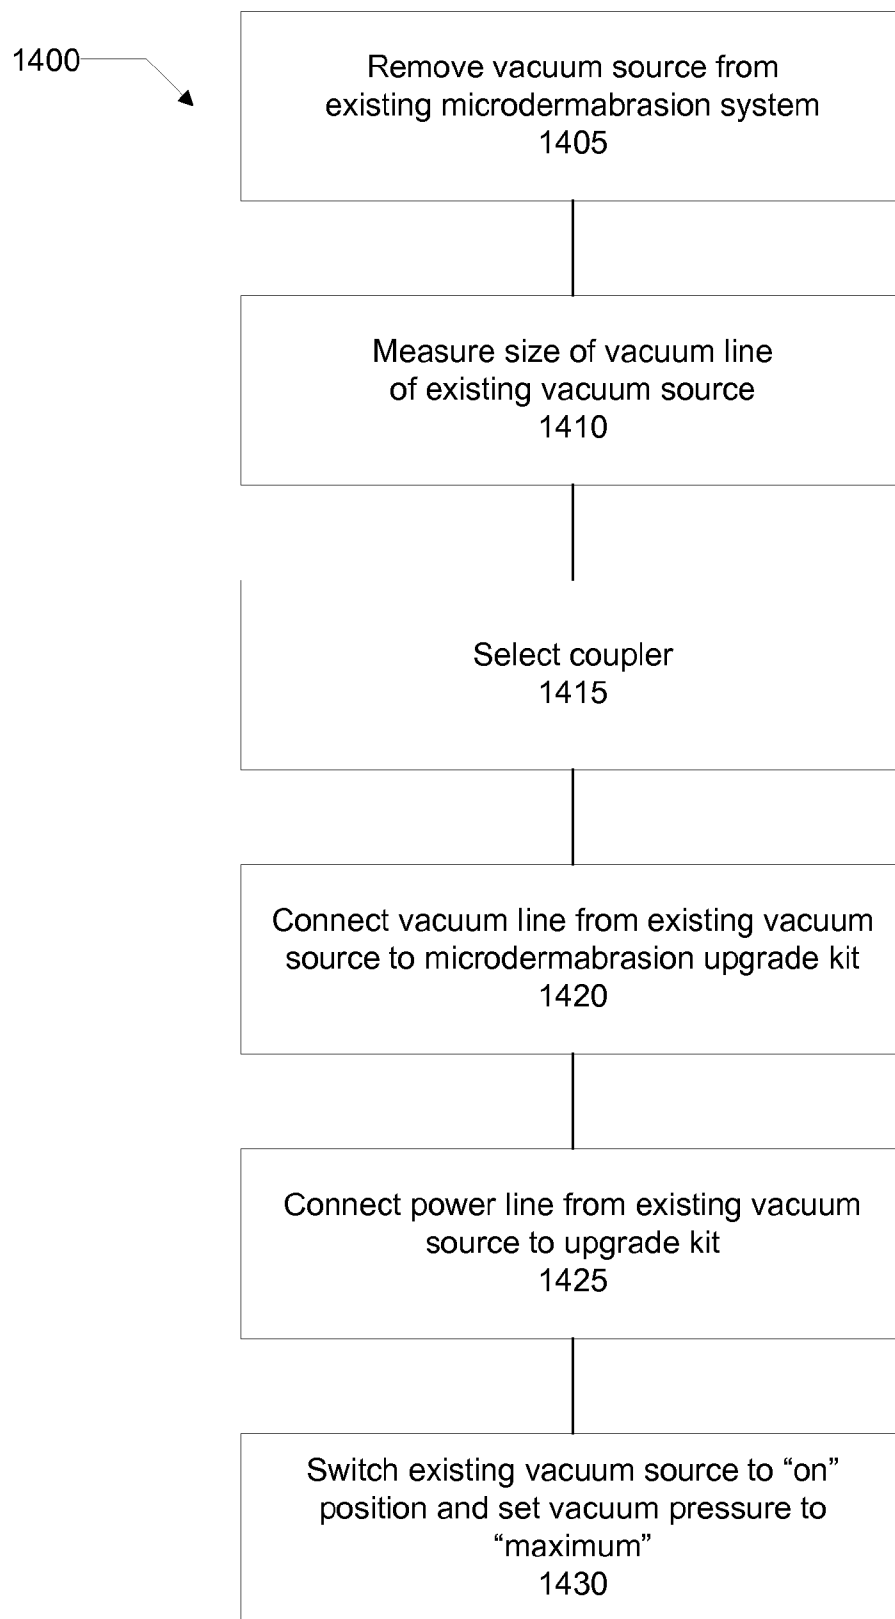 1400
Remove vacuum source from
existing microdermabrasion system
1405
Measure size of vacuum line
of existing vacuum source
1410
Select coupler
1415
Connect vacuum line from existing vacuum
source to microdermabrasion upgrade kit
1420
Connect power line from existing vacuum
source to upgrade kit
1425
Switch existing vacuum source to “on”
position and set vacuum pressure to
“maximum”
1430